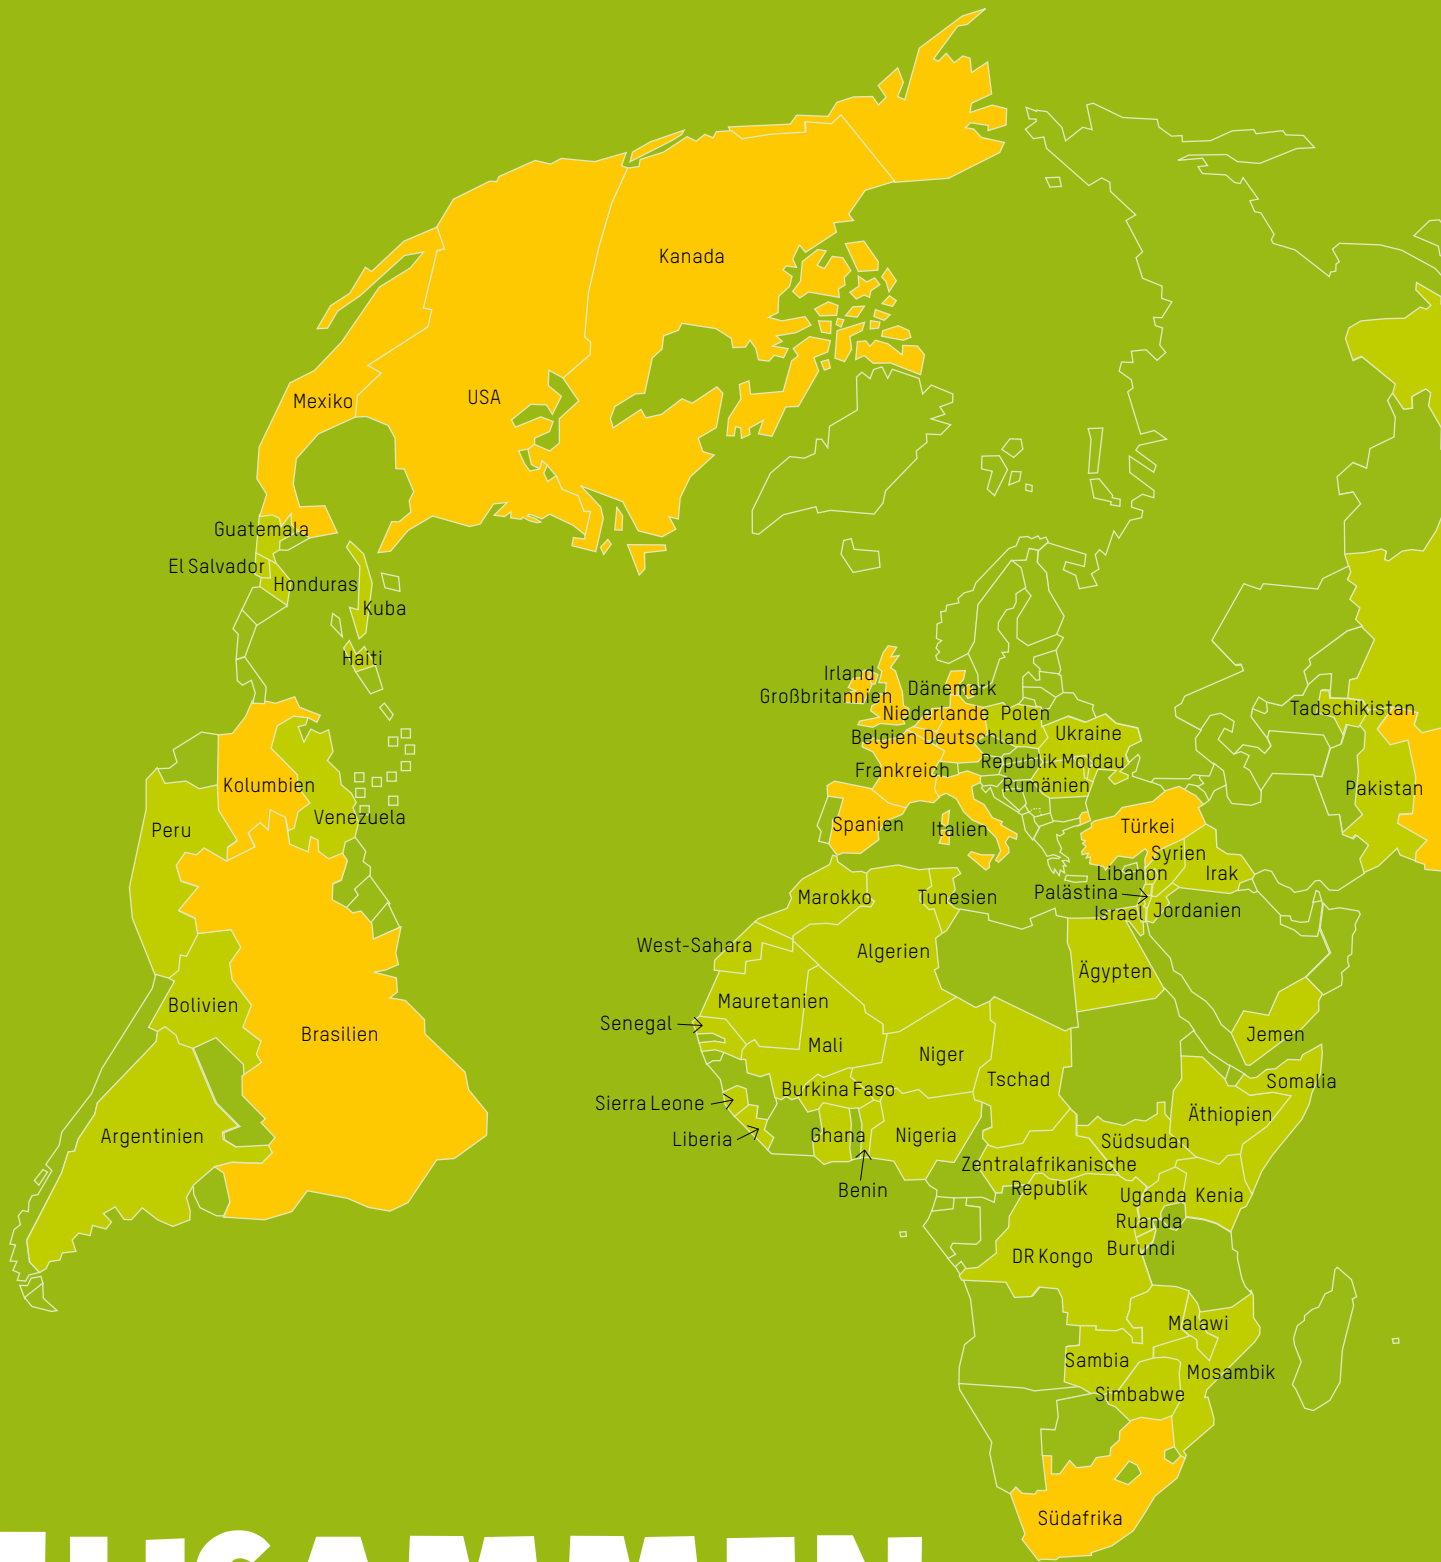 Kanada
USA
Mexiko
Guatemala
El Salvador
Honduras
Kuba
Haiti
Irland
Großbritannien
Dänemark
Niederlande
Polen
Belgien
Deutschland
Ukraine
Republik Moldau
Frankreich
Rumänien
Spanien
Italien
Türkei
Tadschikistan
Pakistan
Kolumbien
Venezuela
Peru
Syrien
Libanon
Irak
Palästina
Israel
Jordanien
Marokko
Tunesien
West-Sahara
Algerien
Ägypten
Mauretanien
Bolivien
Senegal
Brasilien
Mali
Niger
Jemen
Tschad
Somalia
Burkina Faso
Sierra Leone
Äthiopien
Liberia
Ghana
Nigeria
Südsudan
Argentinien
Zentralafrikanische
Republik
Benin
Uganda
Kenia
Ruanda
Burundi
DR Kongo
Malawi
Sambia
Mosambik
Simbabwe
Südafrika
ZUSAMMEN